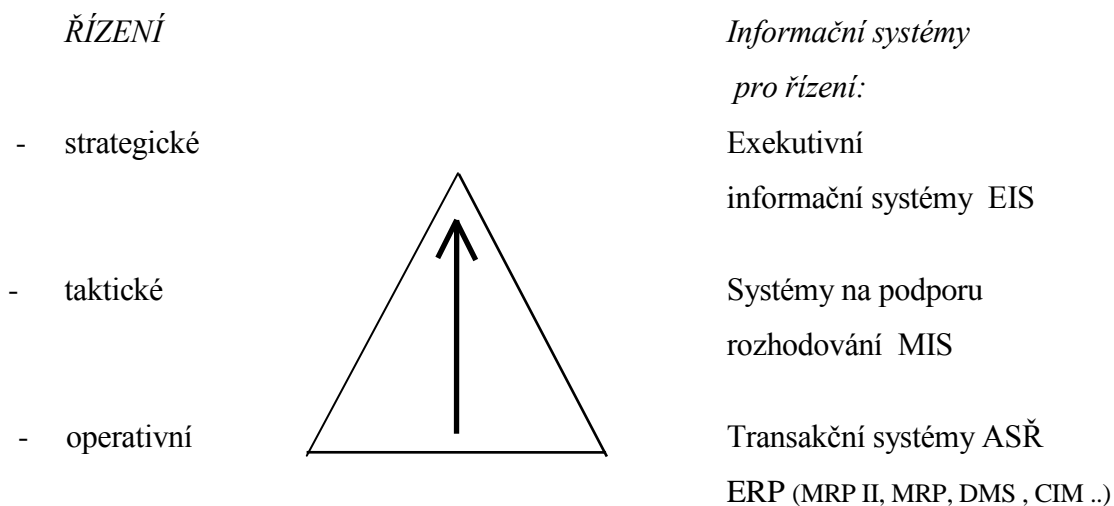 ŘÍZENÍ Informační systémy
pro řízení:
- strategické Exekutivní
informační systémy EIS
- taktické Systémy na podporu
rozhodování MIS
- operativní Transakční systémy ASŘ
ERP (MRP II, MRP, DMS , CIM ..)